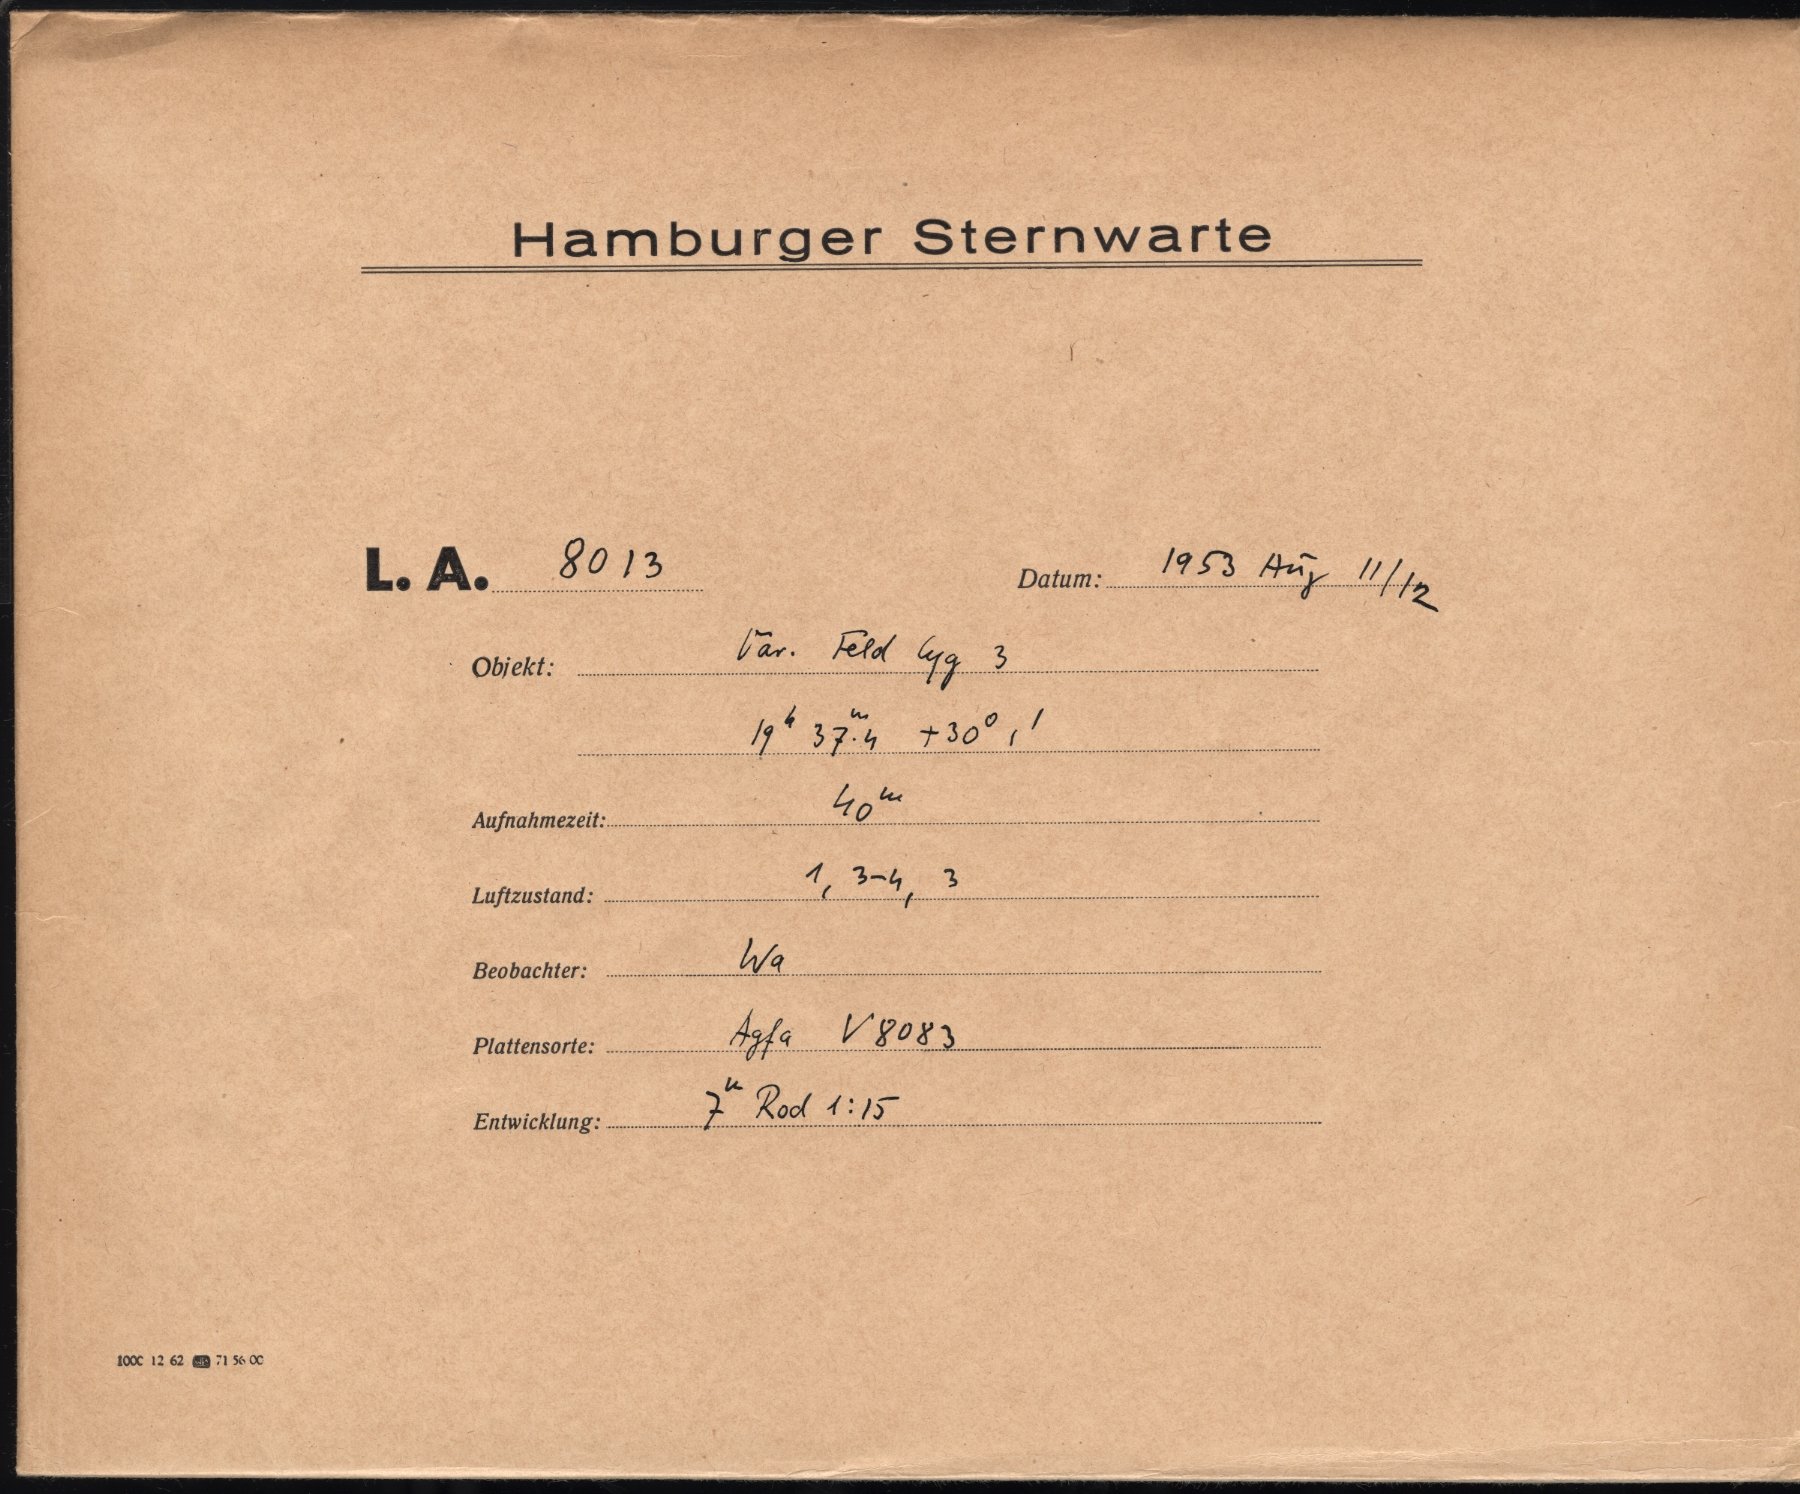 Hamburger Sternwarte
L. A. 8013 Datum: 1953 Aug 11/12
Objekt: Var. Feld Cyg 3
19ʰ 37ᵐ.4 +30° ,1
Aufnahmezeit: 40ᵐ
Luftzustand: 1, 3-4, 3
Beobachter: Wa
Plattensorte: Agfa V 8083
Entwicklung: 7ᵐ Rod 1:15
1000 12 62 71 56 00